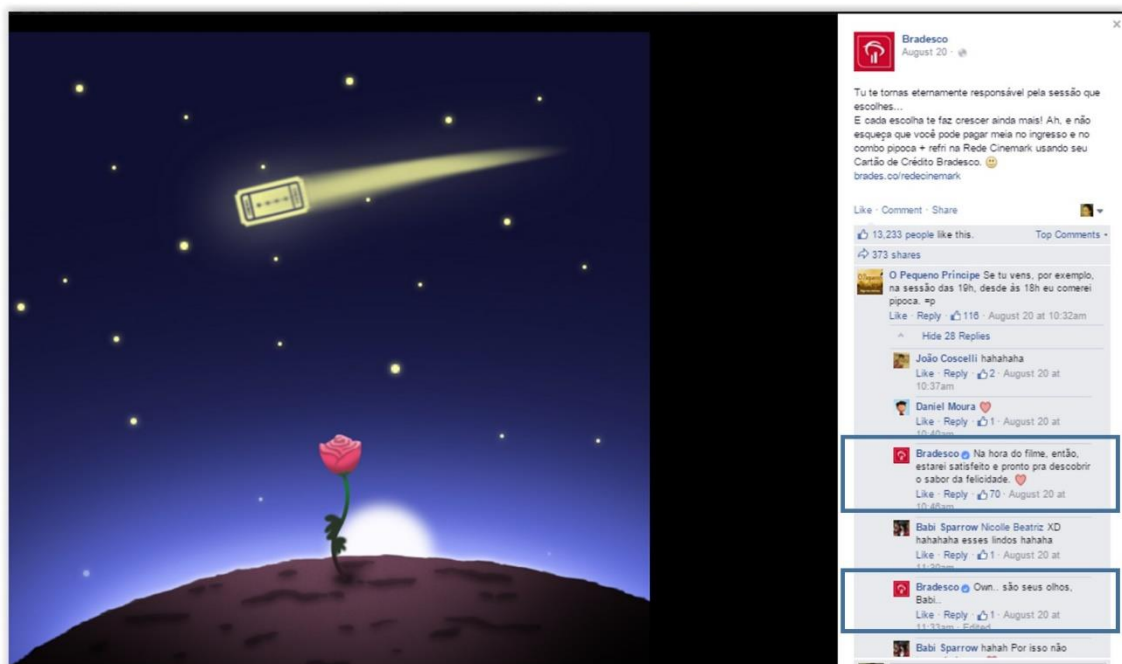 Bradesco
August 20 ·
Tu te tornas eternamente responsável pela sessão que
escolhes...
E cada escolha te faz crescer ainda mais! Ah, e não
esqueça que você pode pagar meia no ingresso e no
combo pipoca + refri na Rede Cinemark usando seu
Cartão de Crédito Bradesco.
brades.co/redecinemark
Like · Comment · Share
13,233 people like this. Top Comments
373 shares
O Pequeno Príncipe Se tu vens, por exemplo,
na sessão das 19h, desde ás 18h eu comerei
pipoca. =p
Like · Reply · 116 · August 20 at 10:32am
Hide 28 Replies
João Coscelli hahahaha
Like · Reply · 2 · August 20 at
10:37am
Daniel Moura
Like · Reply · 1 · August 20 at
10:40am
Bradesco Na hora do filme, então,
estarei satisfeito e pronto pra descobrir
o sabor da felicidade.
Like · Reply · 70 · August 20 at
10:46am
Babi Sparrow Nicolle Beatriz XD
hahahaha esses lindos hahaha
Like · Reply · 1 · August 20 at
Bradesco Own.. são seus olhos,
Babi..
Like · Reply · 1 · August 20 at
11:33am · Edited
Babi Sparrow hahah Por isso não